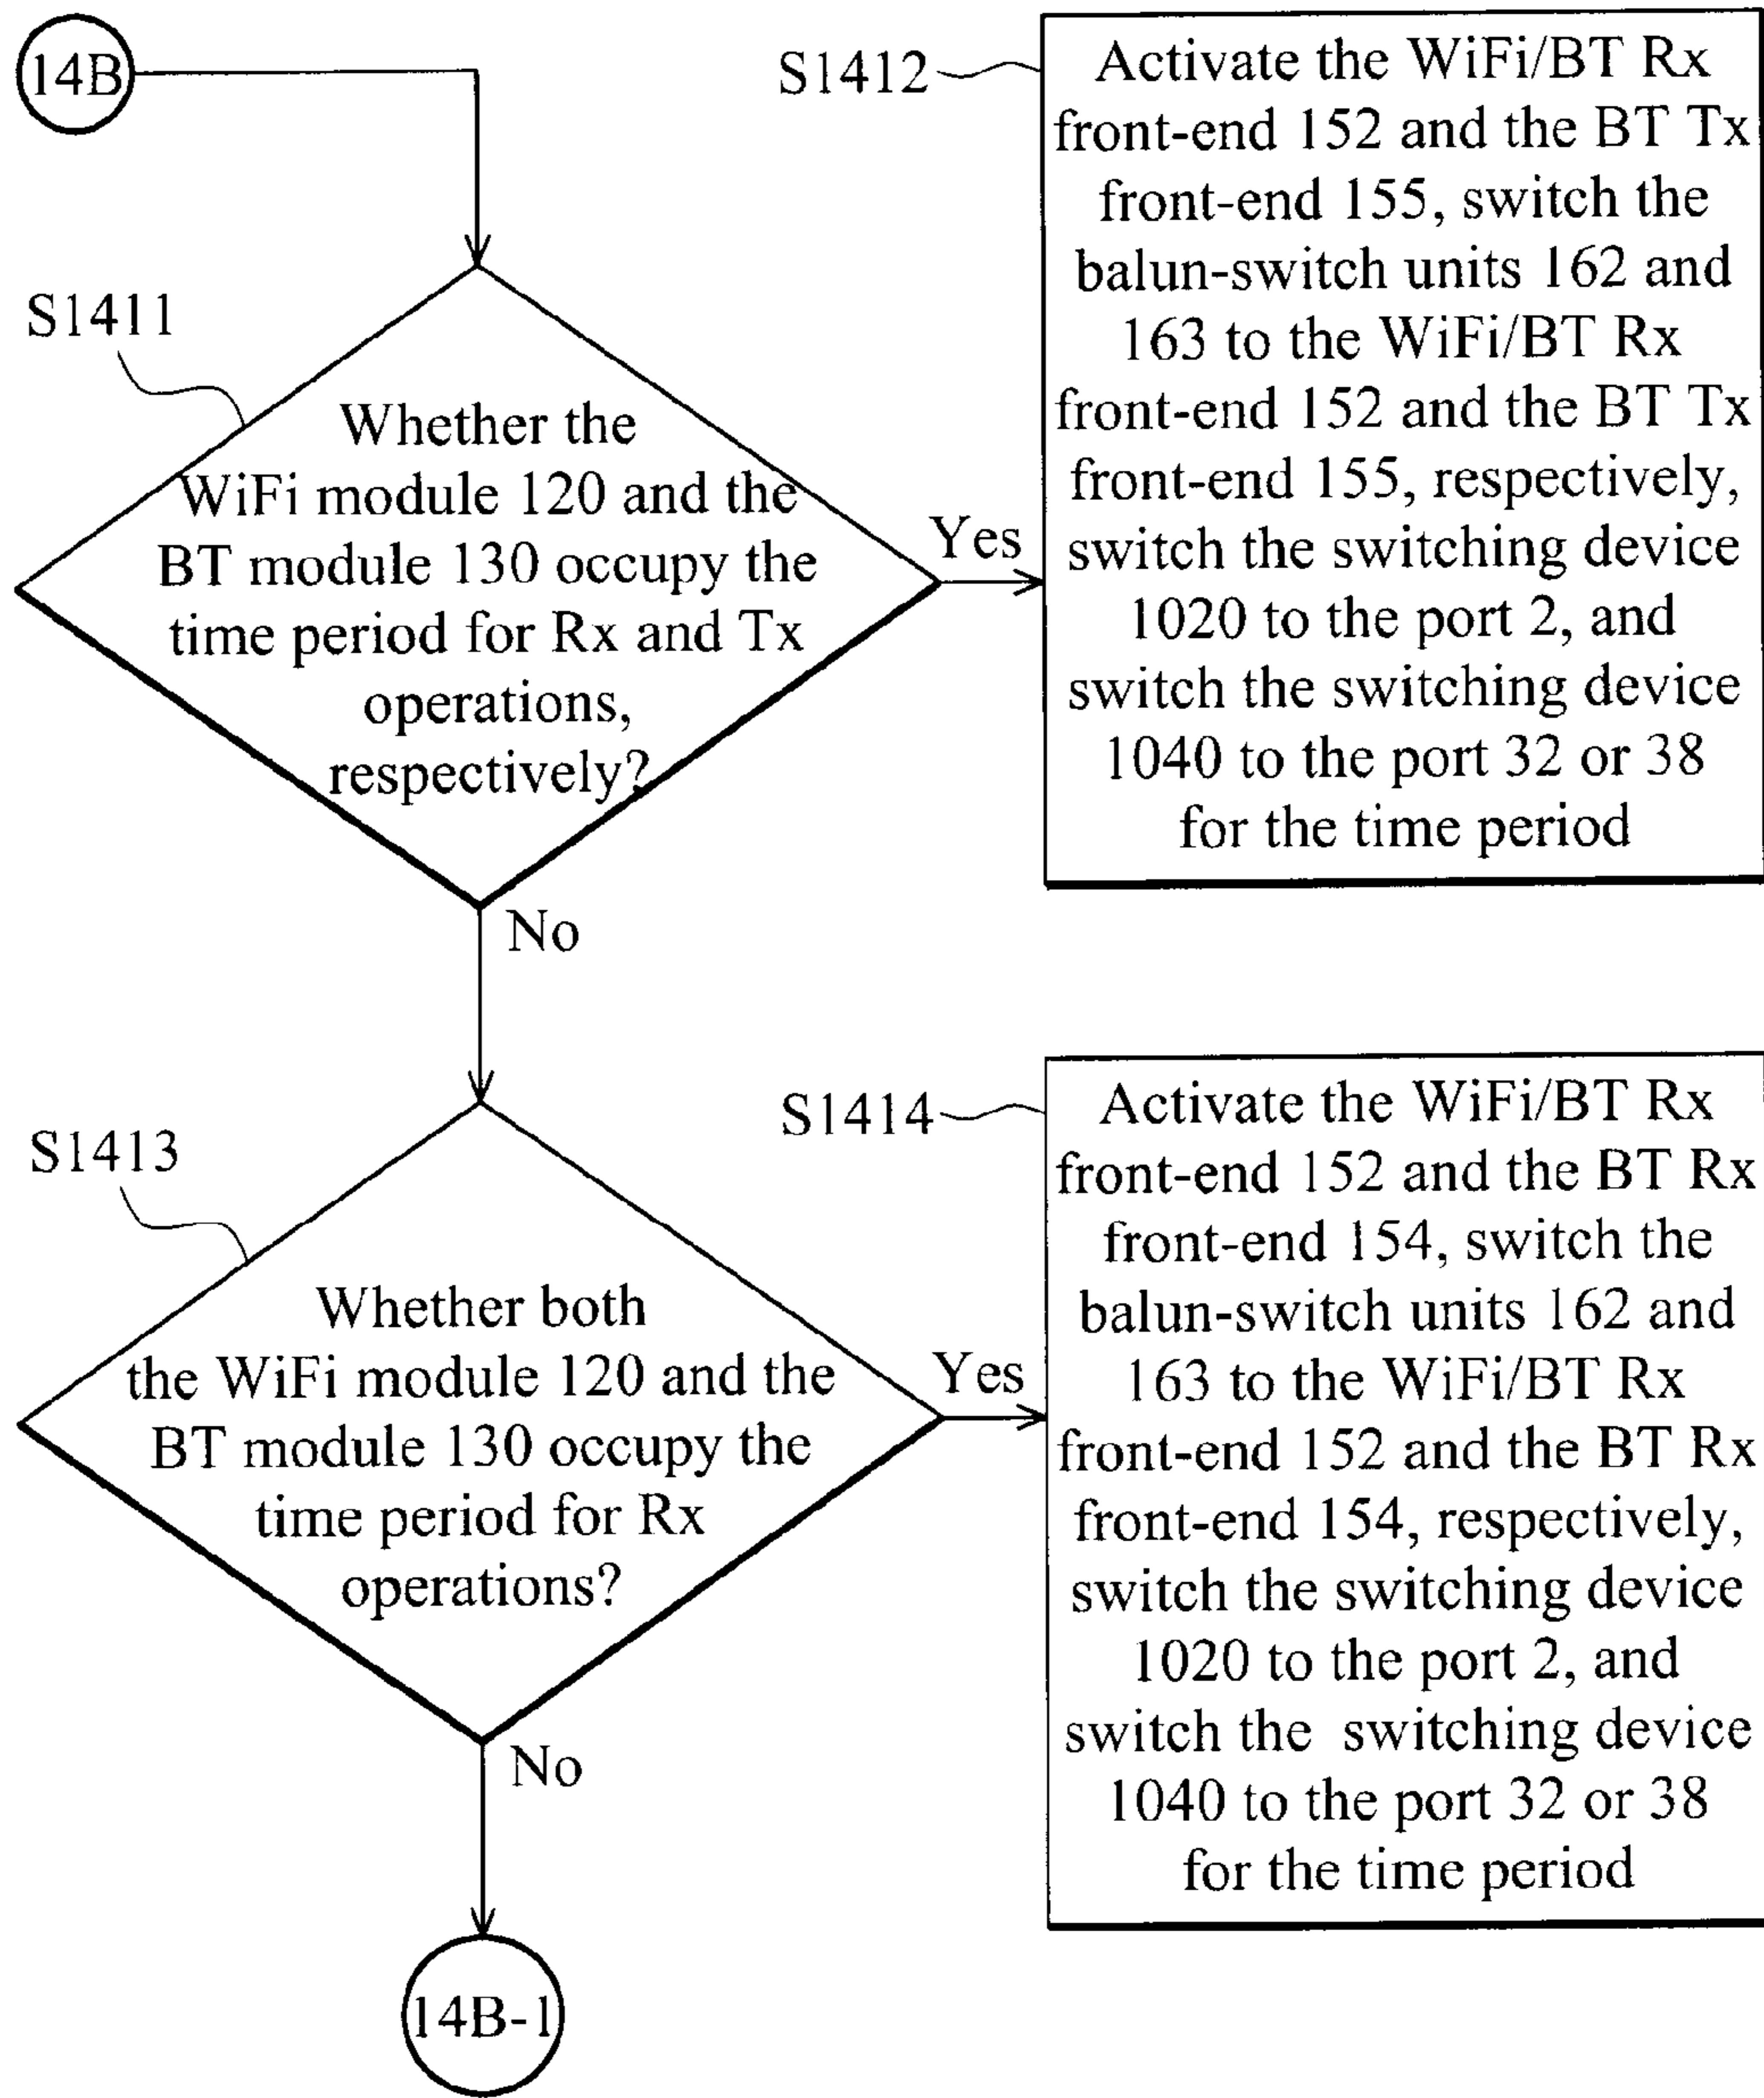 14B
S1411
Whether the
WiFi module 120 and the
BT module 130 occupy the
time period for Rx and Tx
operations,
respectively?
Yes
No
S1412
Activate the WiFi/BT Rx
front-end 152 and the BT Tx
front-end 155, switch the
balun-switch units 162 and
163 to the WiFi/BT Rx
front-end 152 and the BT Tx
front-end 155, respectively,
switch the switching device
1020 to the port 2, and
switch the switching device
1040 to the port 32 or 38
for the time period
S1413
Whether both
the WiFi module 120 and the
BT module 130 occupy the
time period for Rx
operations?
Yes
No
S1414
Activate the WiFi/BT Rx
front-end 152 and the BT Rx
front-end 154, switch the
balun-switch units 162 and
163 to the WiFi/BT Rx
front-end 152 and the BT Rx
front-end 154, respectively,
switch the switching device
1020 to the port 2, and
switch the switching device
1040 to the port 32 or 38
for the time period
14B-1